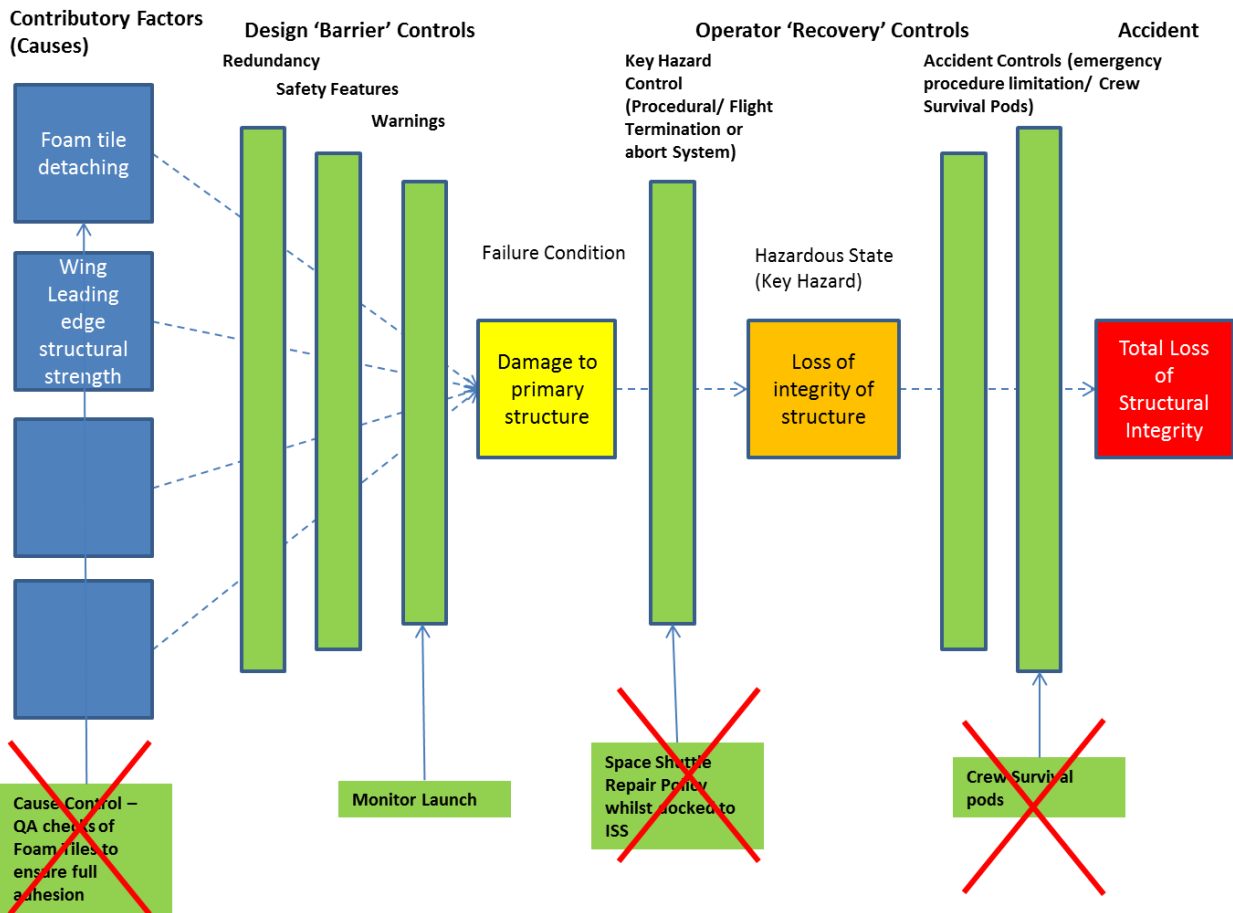 Contributory Factors
(Causes)
Design ‘Barrier’ Controls
Operator ‘Recovery’ Controls
Accident
Redundancy
Safety Features
Warnings
Key Hazard
Control
(Procedural/ Flight
Termination or
abort System)
Accident Controls (emergency
procedure limitation/ Crew
Survival Pods)
Foam tile
detaching
Wing
Leading
edge
structural
strength
Failure Condition
Hazardous State
(Key Hazard)
Damage to
primary
structure
Loss of
integrity of
structure
Total Loss
of
Structural
Integrity
Cause Control –
QA checks of
Foam Tiles to
ensure full
adhesion
Monitor Launch
Space Shuttle
Repair Policy
whilst docked to
ISS
Crew Survival
pods